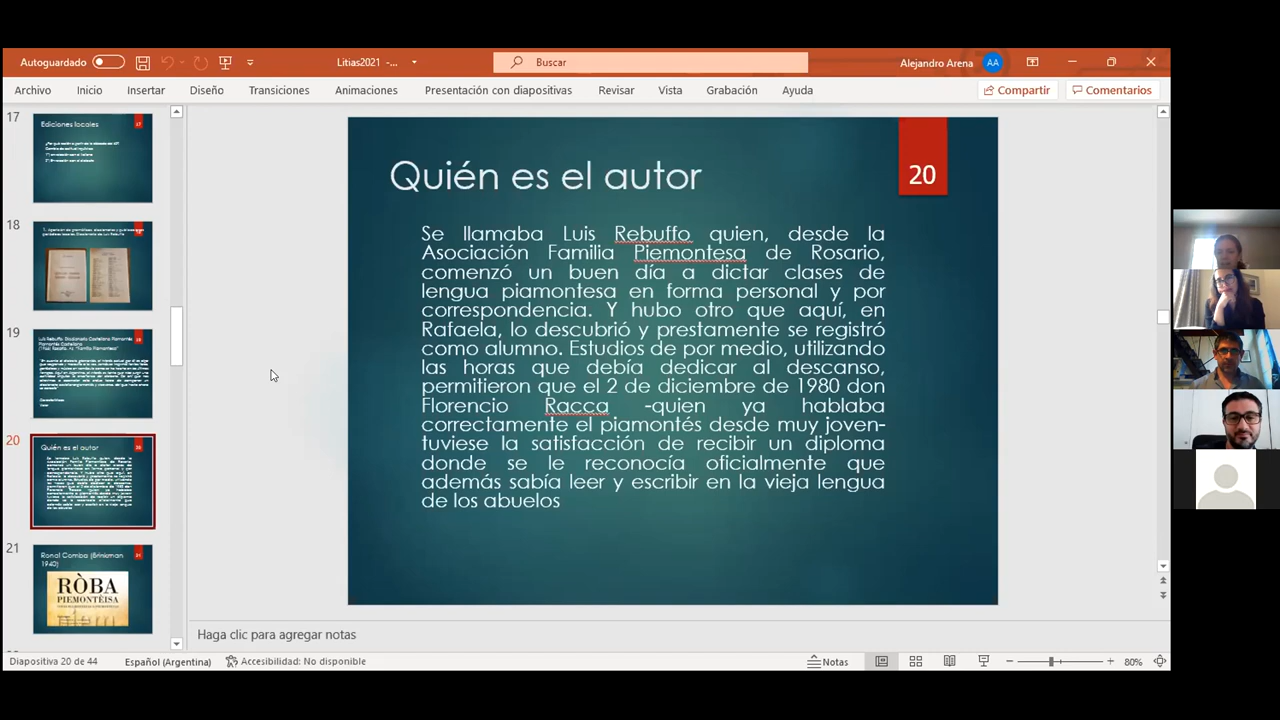 Autoguardado
Litias2021 -...
Buscar
Alejandro Arena
AA
Archivo
Inicio
Insertar
Diseño
Transiciones
Animaciones
Presentación con diapositivas
Revisar
Vista
Grabación
Ayuda
Compartir
Comentarios
17
Ediciones locales
18
19
20
Quién es el autor
21
Ronal Comba (Brinkman
1940)
RÒBA
PIEMONTÈISA
Quién es el autor
20
Se llamaba Luis Rebuffo quien, desde la
Asociación Familia Piemontesa de Rosario,
comenzó un buen día a dictar clases de
lengua piamontesa en forma personal y por
correspondencia. Y hubo otro que aquí, en
Rafaela, lo descubrió y prestamente se registró
como alumno. Estudios de por medio, utilizando
las horas que debía dedicar al descanso,
permitieron que el 2 de diciembre de 1980 don
Florencio Racca -quien ya hablaba
correctamente el piamontés desde muy joven-
tuviese la satisfacción de recibir un diploma
donde se le reconocía oficialmente que
además sabía leer y escribir en la vieja lengua
de los abuelos
Haga clic para agregar notas
Diapositiva 20 de 44
Español (Argentina)
Accesibilidad: No disponible
Notas
80%